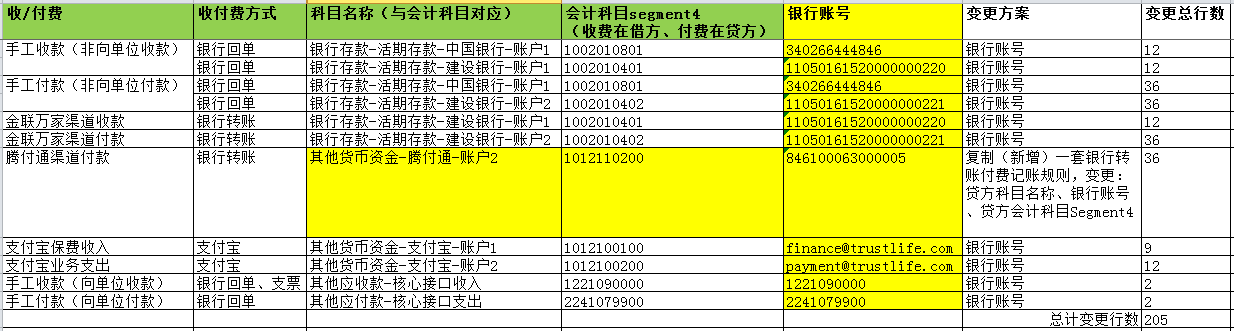 收/付费 收付费方式 科目名称（与会计科目对应） 会计科目segment4 银行账号 变更方案 变更总行数
（收费在借方、付费在贷方）
手工收款（非向单位收款） 银行回单 银行存款-活期存款-中国银行-账户1 1002010801 340266444846 银行账号 12
银行回单 银行存款-活期存款-建设银行-账户1 1002010401 11050161520000000220 银行账号 12
手工付款（非向单位付款） 银行回单 银行存款-活期存款-中国银行-账户1 1002010801 340266444846 银行账号 36
银行回单 银行存款-活期存款-建设银行-账户2 1002010402 11050161520000000221 银行账号 36
金联万家渠道收款 银行转账 银行存款-活期存款-建设银行-账户1 1002010401 11050161520000000220 银行账号 12
金联万家渠道付款 银行转账 银行存款-活期存款-建设银行-账户2 1002010402 11050161520000000221 银行账号 36
腾付通渠道付款 银行转账 其他货币资金-腾付通-账户2 1012110200 846100063000005 复制（新增）一套银行转 36
账付费记账规则，变更：
贷方科目名称、银行账号
、贷方会计科目Segment4
支付宝保费收入 支付宝 其他货币资金-支付宝-账户1 1012100100 finance@trustlife.com 银行账号 9
支付宝业务支出 支付宝 其他货币资金-支付宝-账户2 1012100200 payment@trustlife.com 银行账号 12
手工收款（向单位收款） 银行回单、支票 其他应收款-核心接口收入 1221090000 1221090000 银行账号 2
手工付款（向单位付款） 银行回单 其他应付款-核心接口支出 2241079900 2241079900 银行账号 2
总计变更行数 205